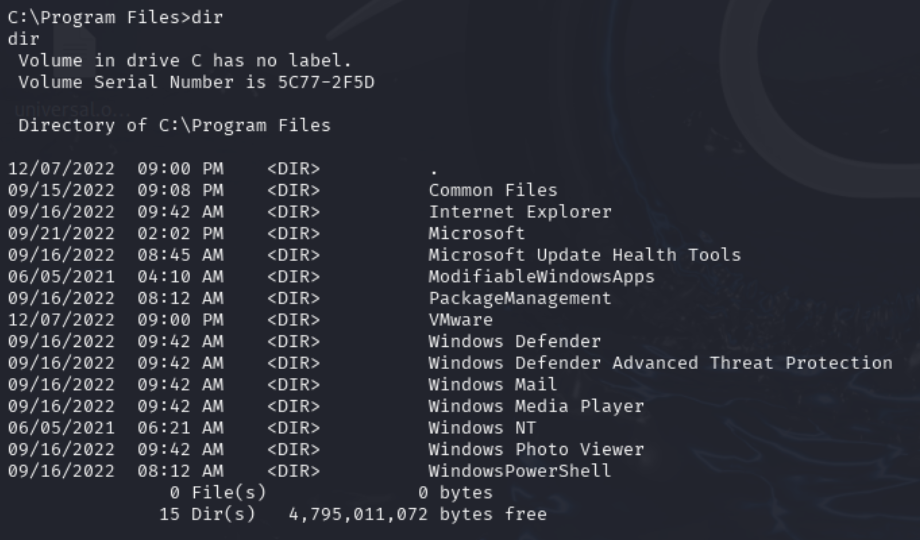 C:\Program Files>dir
dir
 Volume in drive C has no label.
 Volume Serial Number is 5C77-2F5D
universal.o...
 Directory of C:\Program Files
12/07/2022  09:00 PM    <DIR>          .
09/15/2022  09:08 PM    <DIR>          Common Files
09/16/2022  09:42 AM    <DIR>          Internet Explorer
09/21/2022  02:02 PM    <DIR>          Microsoft
09/16/2022  08:45 AM    <DIR>          Microsoft Update Health Tools
06/05/2021  04:10 AM    <DIR>          ModifiableWindowsApps
09/16/2022  08:12 AM    <DIR>          PackageManagement
12/07/2022  09:00 PM    <DIR>          VMware
09/16/2022  09:42 AM    <DIR>          Windows Defender
09/16/2022  09:42 AM    <DIR>          Windows Defender Advanced Threat Protection
09/16/2022  09:42 AM    <DIR>          Windows Mail
09/16/2022  09:42 AM    <DIR>          Windows Media Player
06/05/2021  06:21 AM    <DIR>          Windows NT
09/16/2022  09:42 AM    <DIR>          Windows Photo Viewer
09/16/2022  08:12 AM    <DIR>          WindowsPowerShell
               0 File(s)              0 bytes
              15 Dir(s)   4,795,011,072 bytes free